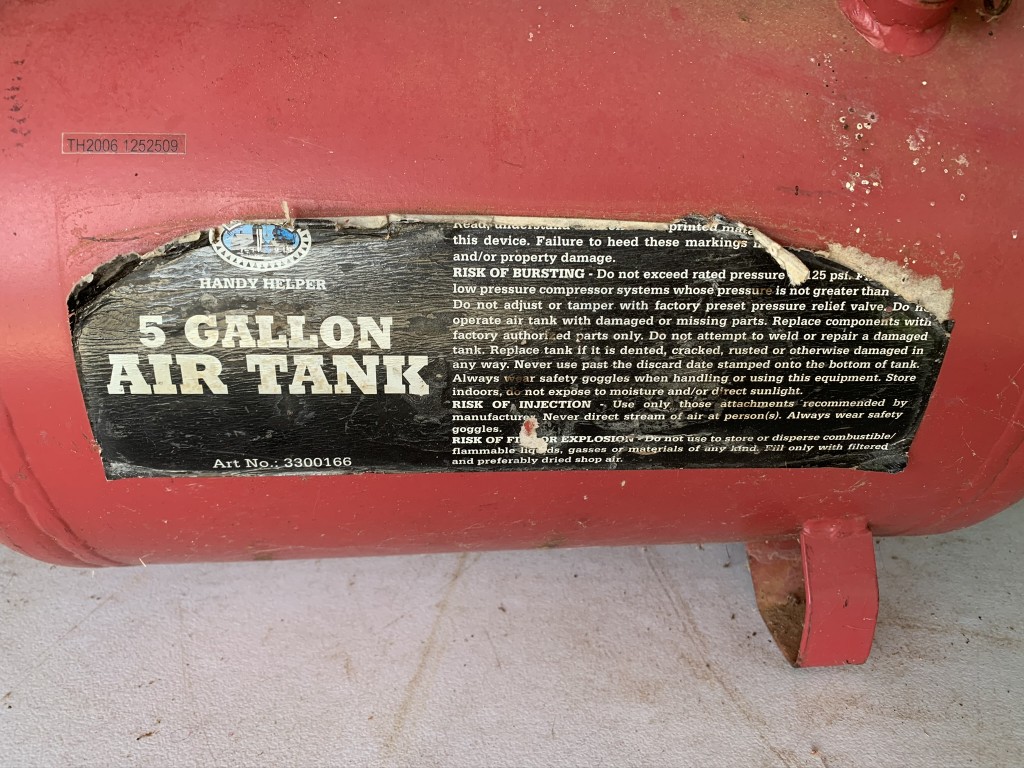 TH2006 1252509
HANDY HELPER
5 GALLON
AIR TANK
Art No.: 3300166
Read, understand printed
this device. Failure to heed these markings
and/or property damage.
RISK OF BURSTING - Do not exceed rated pressure 125 psi.
low pressure compressor systems whose pressure is not greater than
Do not adjust or tamper with factory preset pressure relief valve. Do
operate air tank with damaged or missing parts. Replace components with
factory authorized parts only. Do not attempt to weld or repair a damaged
tank. Replace tank if it is dented, cracked, rusted or otherwise damaged in
any way. Never use past the discard date stamped onto the bottom of tank.
Always wear safety goggles when handling or using this equipment. Store
indoors, do not expose to moisture and/or direct sunlight.
RISK OF INJECTION - Use only those attachments recommended by
manufacturer. Never direct stream of air at person(s). Always wear safety
goggles.
RISK OF OR EXPLOSION - Do not use to store or disperse combustible/
flammable liquids, gasses or materials of any kind. Fill only with filtered
and preferably dried shop air.